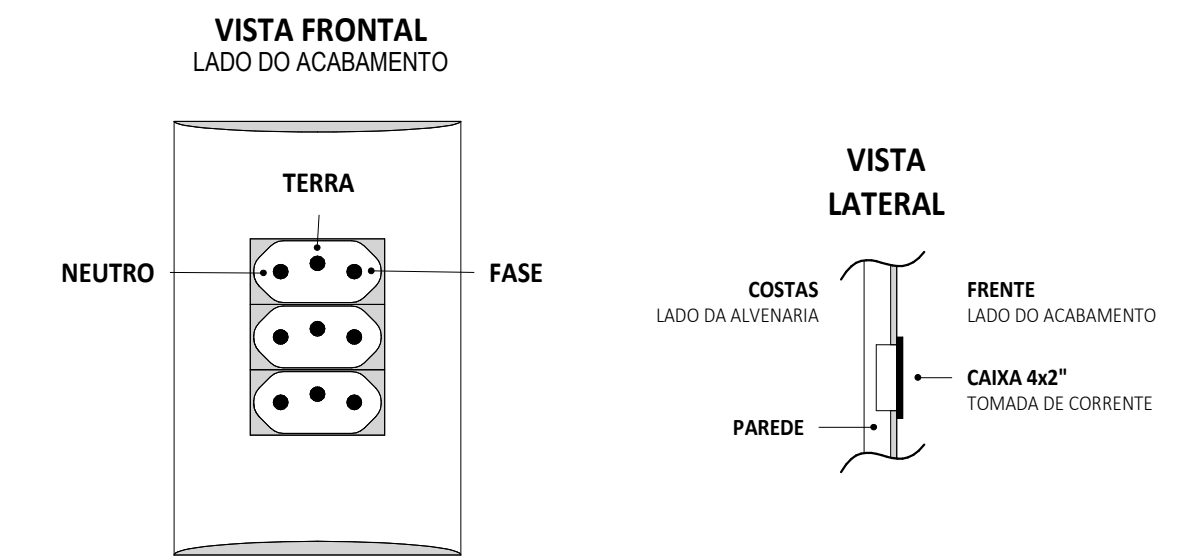 VISTA FRONTAL
LADO DO ACABAMENTO
TERRA
NEUTRO
FASE
VISTA
LATERAL
COSTAS
LADO DA ALVENARIA
FRENTE
LADO DO ACABAMENTO
CAIXA 4x2"
TOMADA DE CORRENTE
PAREDE